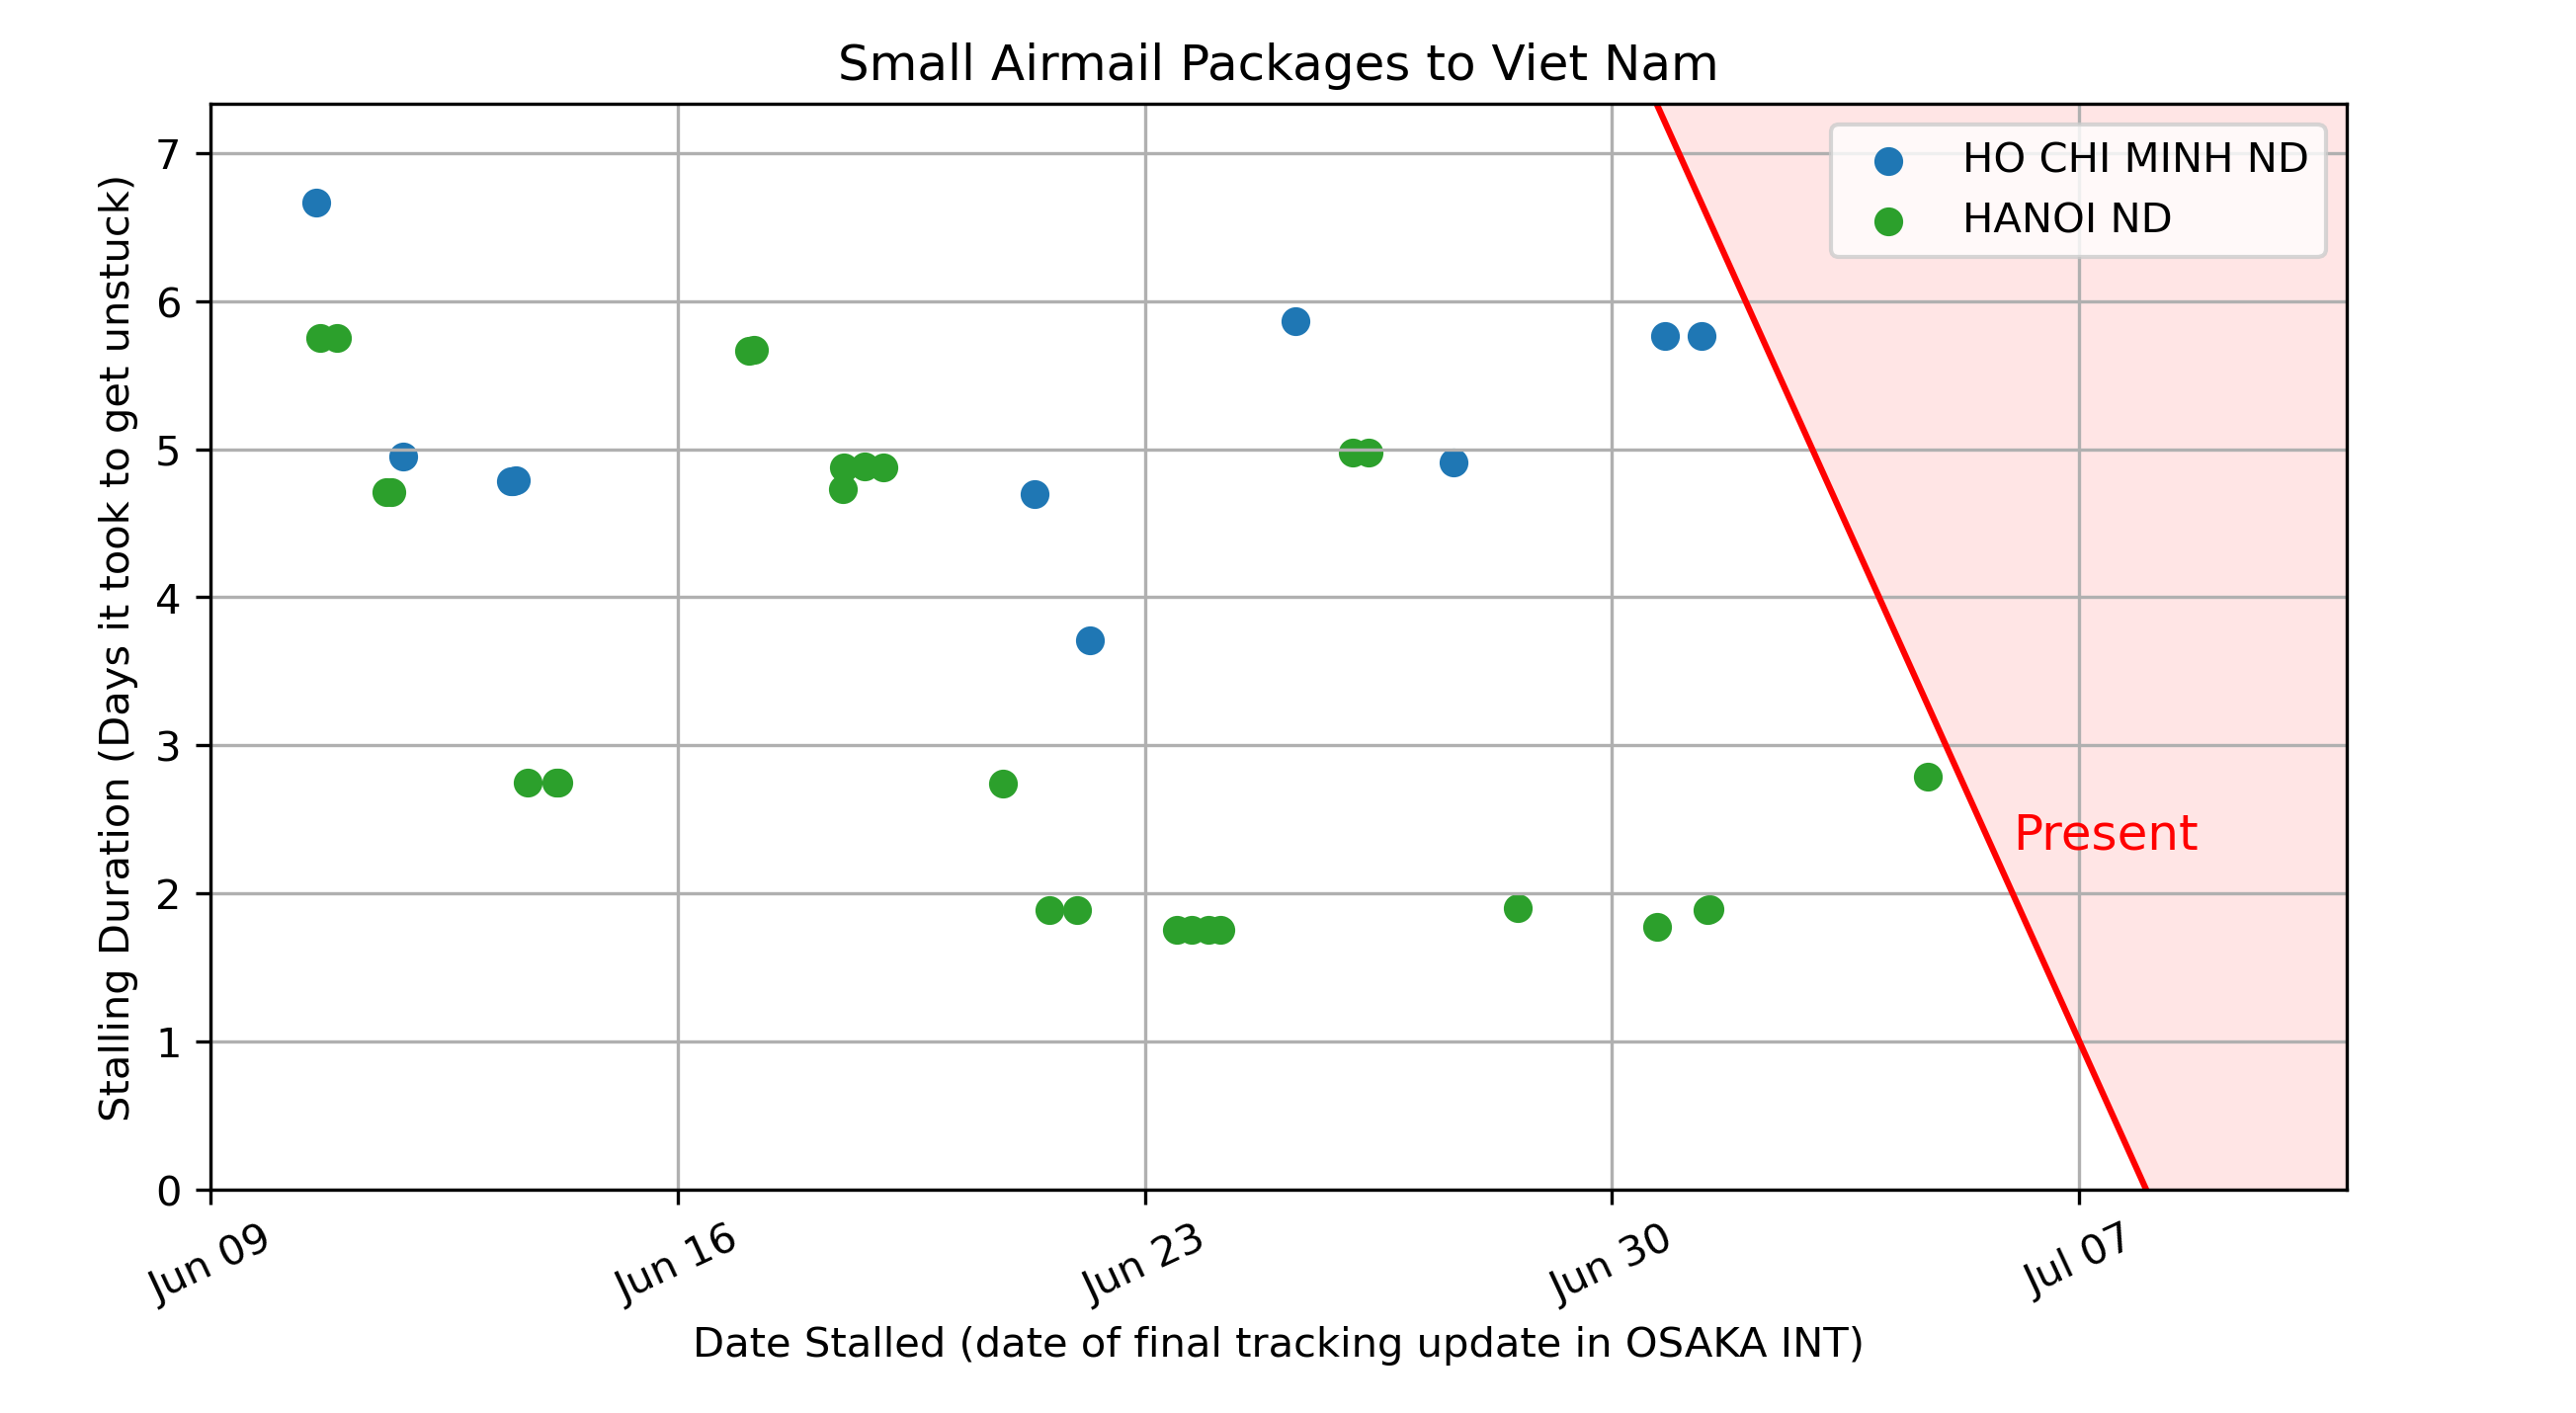 Small Airmail Packages to Viet Nam
HO CHI MINH ND
HANOI ND
Present
Stalling Duration (Days it took to get unstuck)
7
6
5
4
3
2
1
0
Jun 09
Jun 16
Jun 23
Jun 30
Jul 07
Date Stalled (date of final tracking update in OSAKA INT)